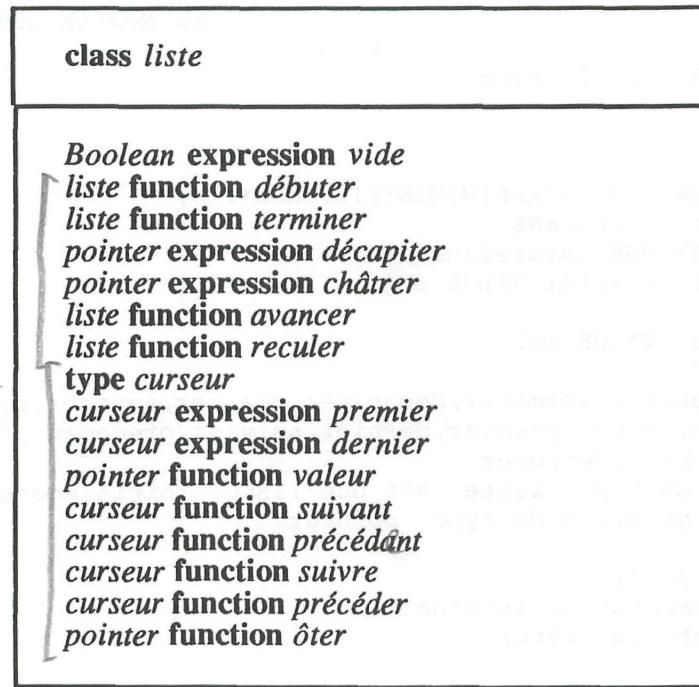 class liste
Boolean expression vide
liste function débuter
liste function terminer
pointer expression décapiter
pointer expression châtrer
liste function avancer
liste function reculer
type curseur
curseur expression premier
curseur expression dernier
pointer function valeur
curseur function suivant
curseur function précédant
curseur function suivre
curseur function précéder
pointer function ôter